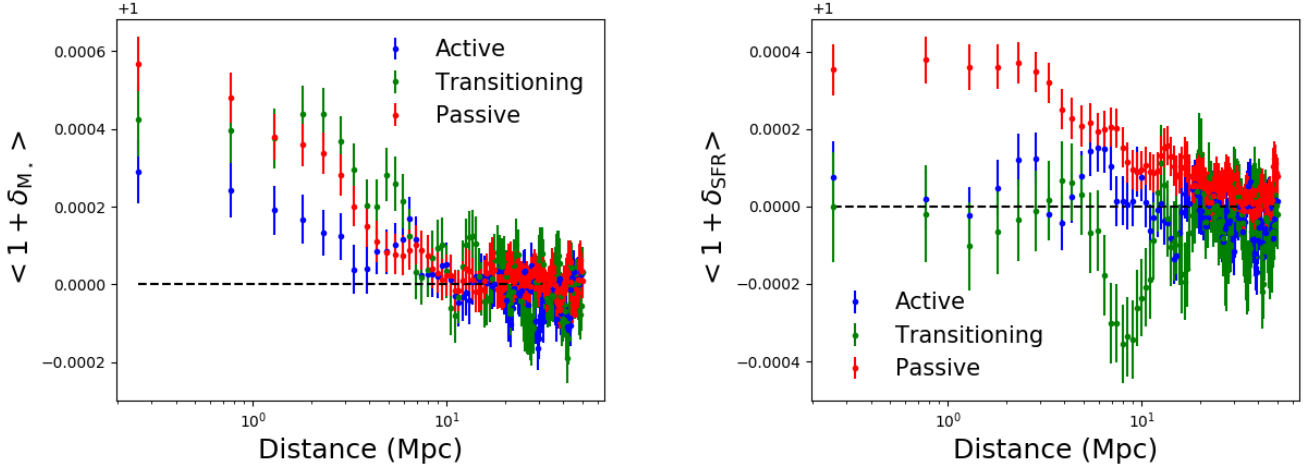 +1
0.0006
0.0004
0.0002
0.0000
−0.0002
< 1 + δM⋆ >
Active
Transitioning
Passive
10⁰
10¹
Distance (Mpc)
+1
0.0004
0.0002
0.0000
−0.0002
−0.0004
< 1 + δSFR >
Active
Transitioning
Passive
10⁰
10¹
Distance (Mpc)